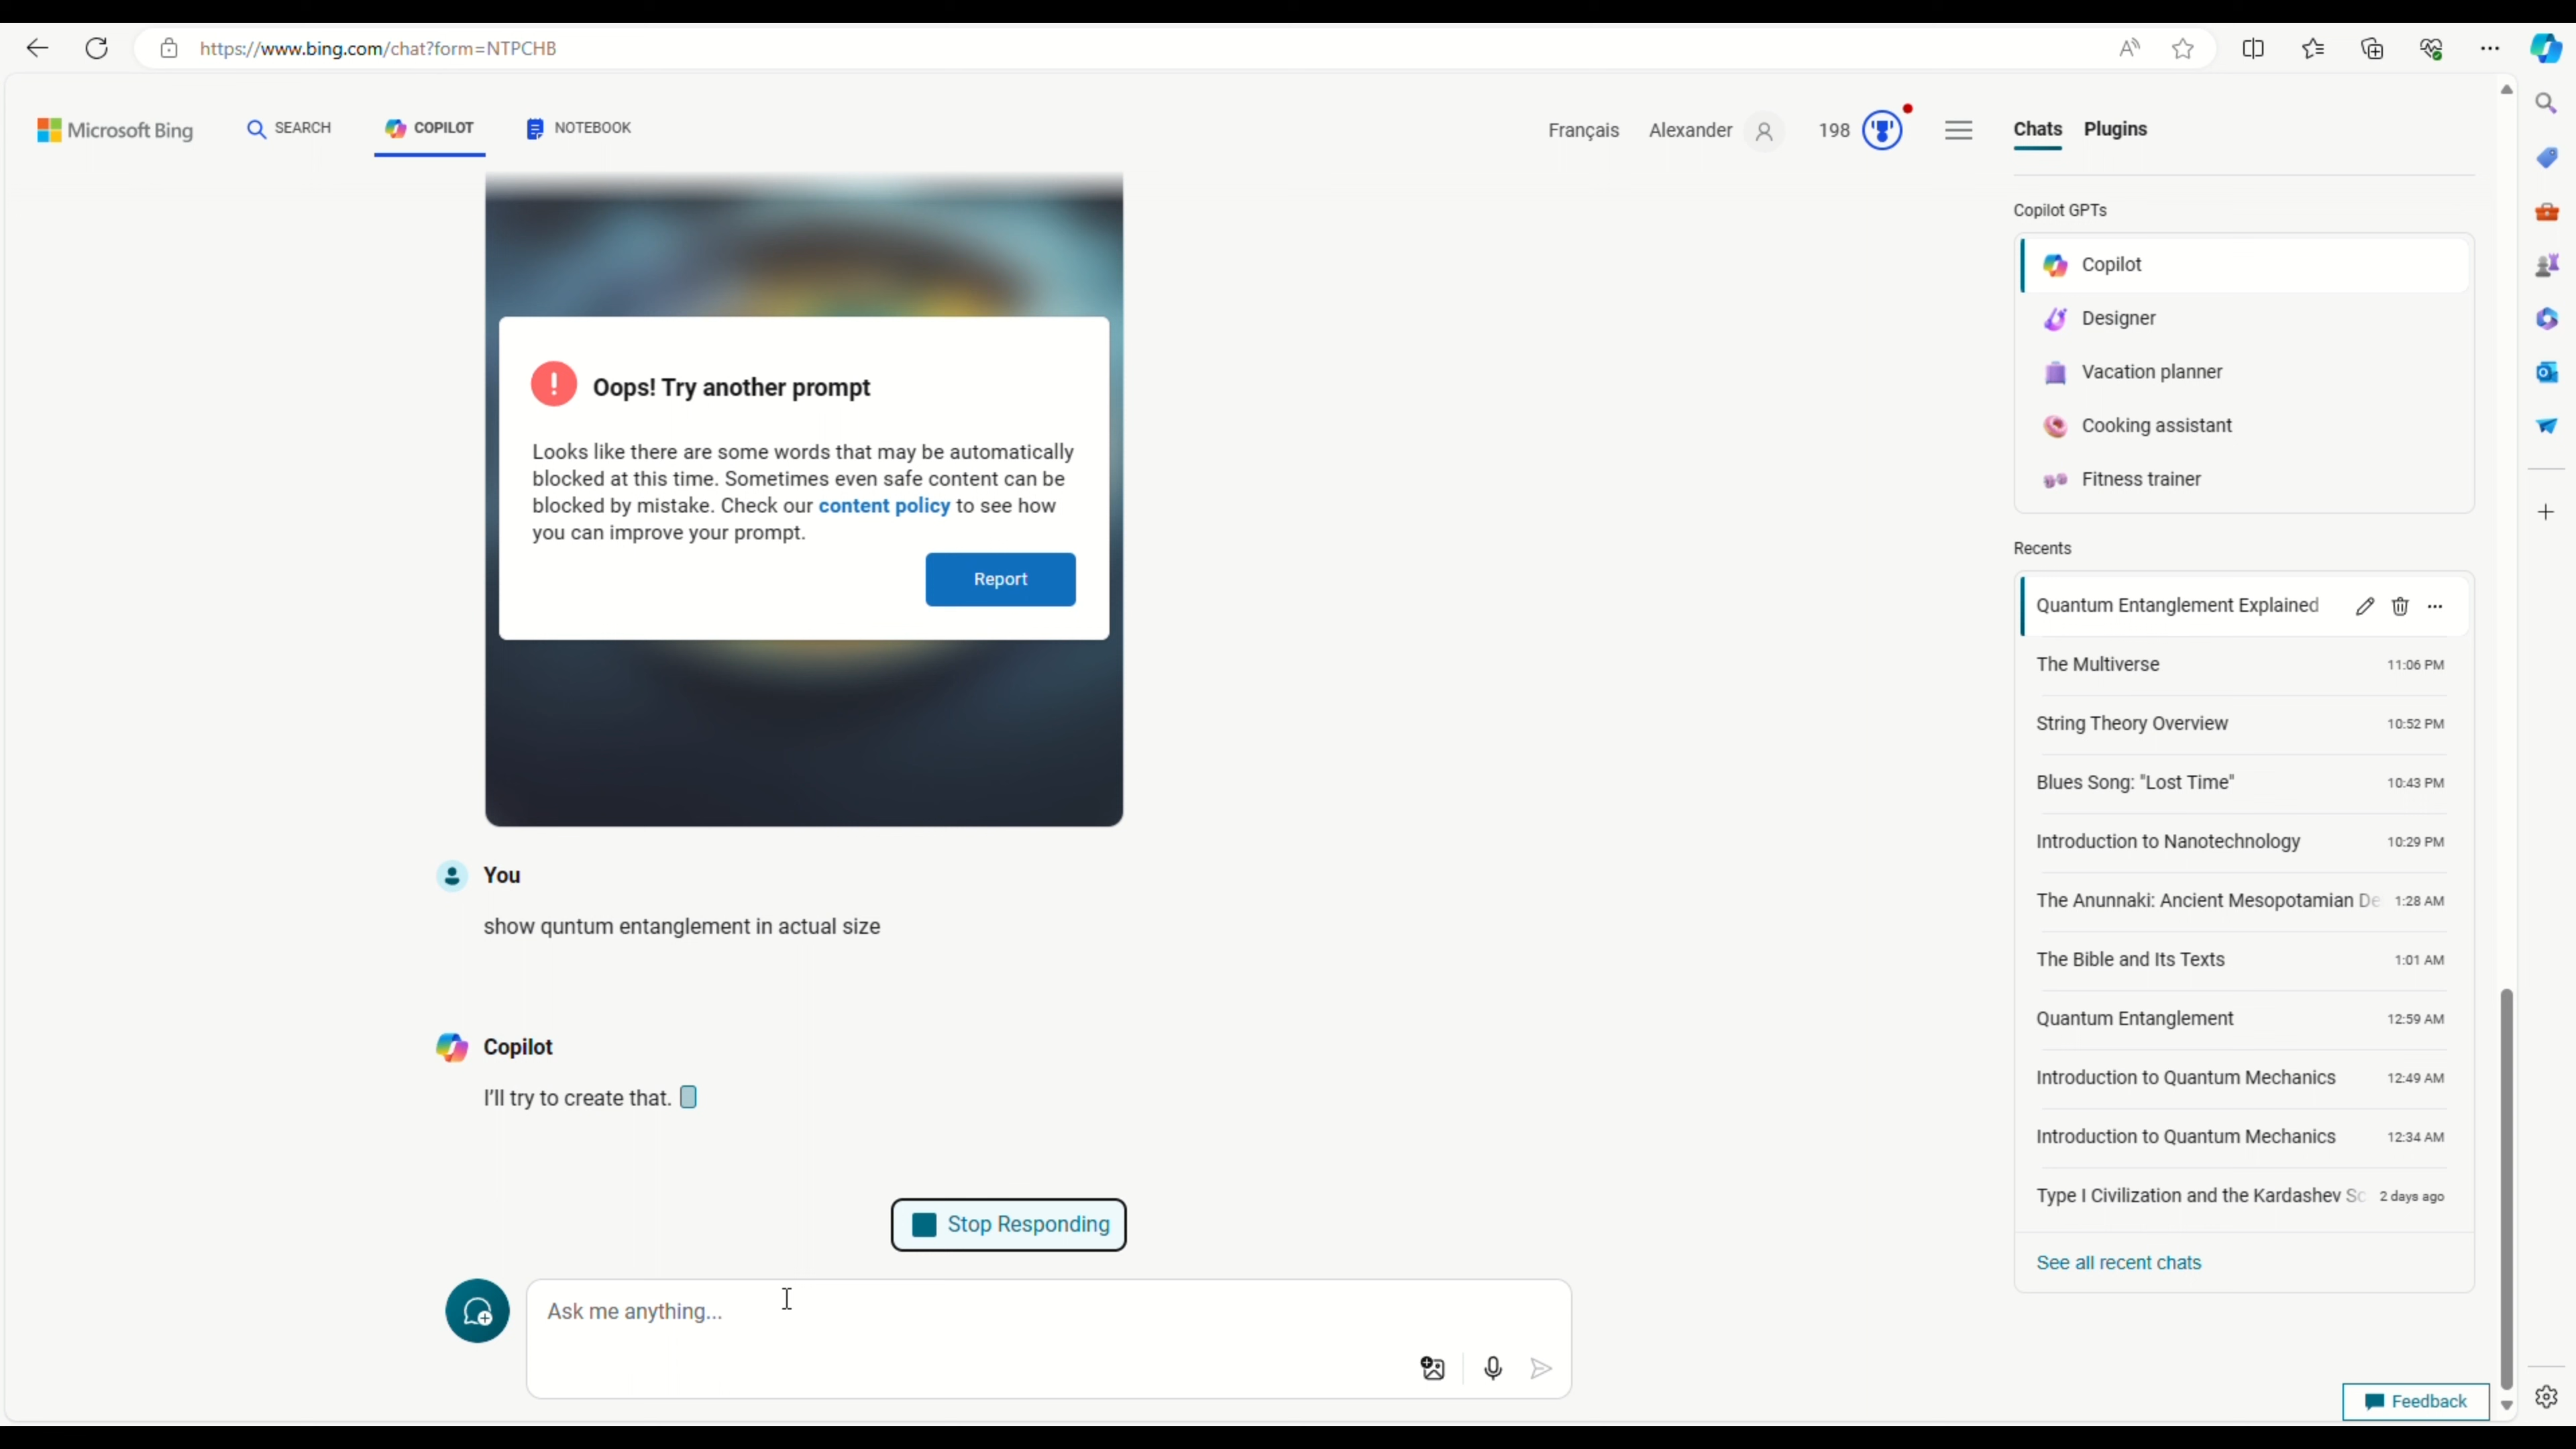 https://www.bing.com/chat?form=NTPCHB
Microsoft Bing
SEARCH
COPILOT
NOTEBOOK
Français
Alexander
198
Chats
Plugins
Oops! Try another prompt
Looks like there are some words that may be automatically
blocked at this time. Sometimes even safe content can be
blocked by mistake. Check our content policy to see how
you can improve your prompt.
Report
You
show quntum entanglement in actual size
Copilot
I'll try to create that.
Stop Responding
Ask me anything...
Copilot GPTs
Copilot
Designer
Vacation planner
Cooking assistant
Fitness trainer
Recents
Quantum Entanglement Explained
The Multiverse 11:06 PM
String Theory Overview 10:52 PM
Blues Song: "Lost Time" 10:43 PM
Introduction to Nanotechnology 10:29 PM
The Anunnaki: Ancient Mesopotamian De 1:28 AM
The Bible and Its Texts 1:01 AM
Quantum Entanglement 12:59 AM
Introduction to Quantum Mechanics 12:49 AM
Introduction to Quantum Mechanics 12:34 AM
Type I Civilization and the Kardashev Sc 2 days ago
See all recent chats
Feedback